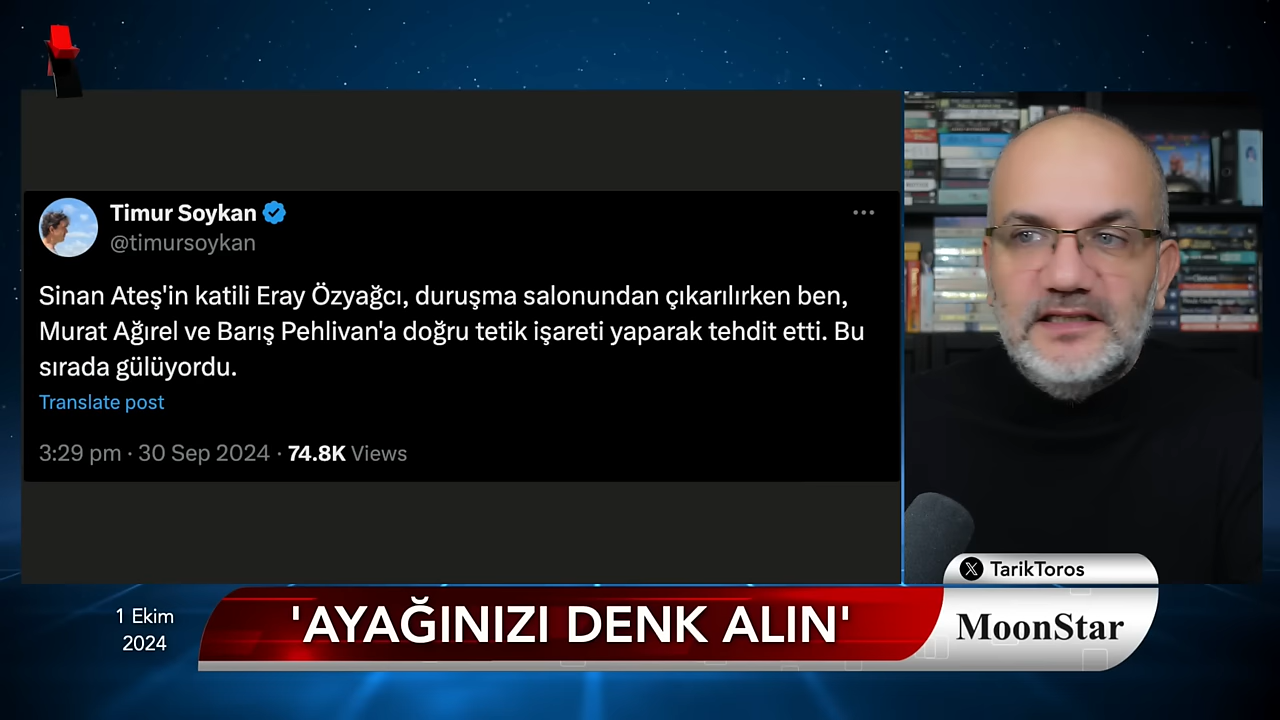 Timur Soykan
@timursoykan
Sinan Ateş'in katili Eray Özyağcı, duruşma salonundan çıkarılırken ben,
Murat Ağırel ve Barış Pehlivan'a doğru tetik işareti yaparak tehdit etti. Bu
sırada gülüyordu.
Translate post
3:29 pm · 30 Sep 2024 · 74.8K Views
TarikToros
1 Ekim
2024
'AYAĞINIZI DENK ALIN'
MoonStar